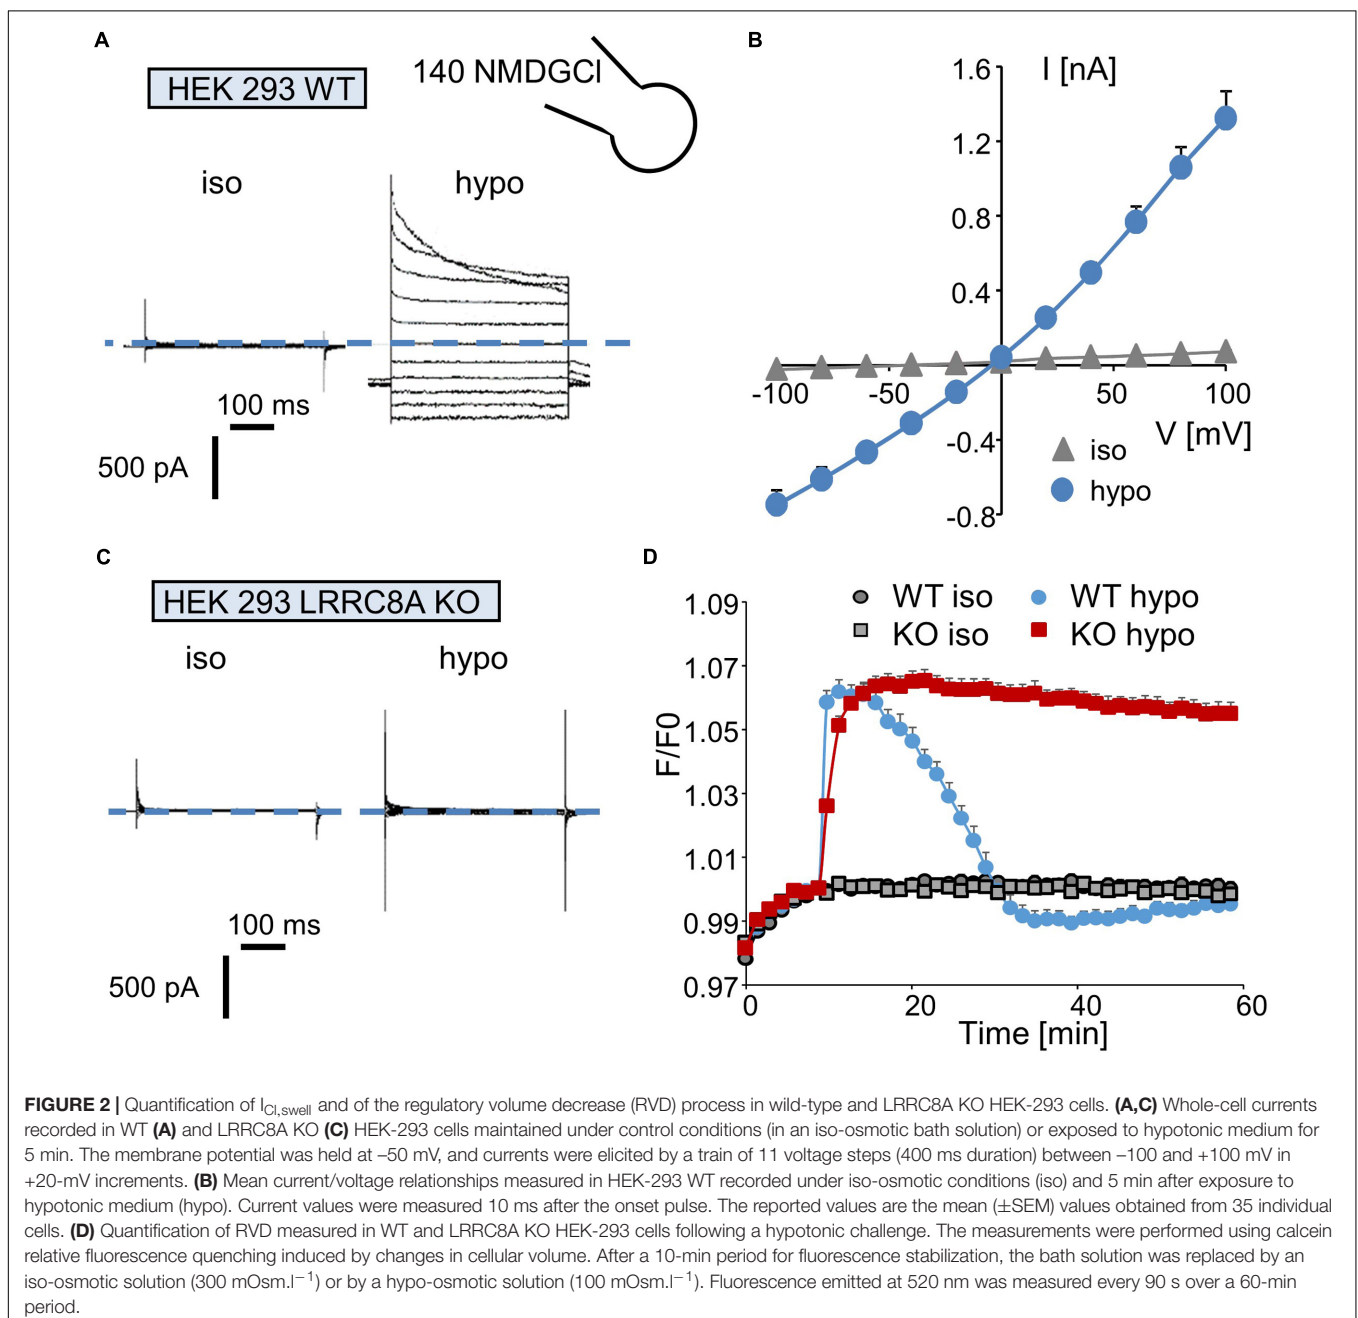 A
HEK 293 WT
140 NMDGCl
iso
hypo
100 ms
500 pA
B
I [nA]
1.6
1.2
0.8
0.4
-100
-50
50
100
-0.4
-0.8
V [mV]
iso
hypo
C
HEK 293 LRRC8A KO
iso
hypo
100 ms
500 pA
D
WT iso
WT hypo
KO iso
KO hypo
1.09
1.07
1.05
1.03
1.01
0.99
0.97
F/F0
0
20
40
60
Time [min]
FIGURE 2 | Quantification of ICl,swell and of the regulatory volume decrease (RVD) process in wild-type and LRRC8A KO HEK-293 cells. (A,C) Whole-cell currents
recorded in WT (A) and LRRC8A KO (C) HEK-293 cells maintained under control conditions (in an iso-osmotic bath solution) or exposed to hypotonic medium for
5 min. The membrane potential was held at –50 mV, and currents were elicited by a train of 11 voltage steps (400 ms duration) between –100 and +100 mV in
+20-mV increments. (B) Mean current/voltage relationships measured in HEK-293 WT recorded under iso-osmotic conditions (iso) and 5 min after exposure to
hypotonic medium (hypo). Current values were measured 10 ms after the onset pulse. The reported values are the mean (±SEM) values obtained from 35 individual
cells. (D) Quantification of RVD measured in WT and LRRC8A KO HEK-293 cells following a hypotonic challenge. The measurements were performed using calcein
relative fluorescence quenching induced by changes in cellular volume. After a 10-min period for fluorescence stabilization, the bath solution was replaced by an
iso-osmotic solution (300 mOsm.l−1) or by a hypo-osmotic solution (100 mOsm.l−1). Fluorescence emitted at 520 nm was measured every 90 s over a 60-min
period.